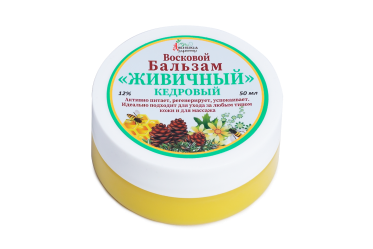 Восковой
Бальзам
«ЖИВИЧНЫЙ»
КЕДРОВЫЙ
12% 50 мл
Активно питает, регенерирует, успокаивает.
Идеально подходит для ухода за любым типом
кожи и для массажа